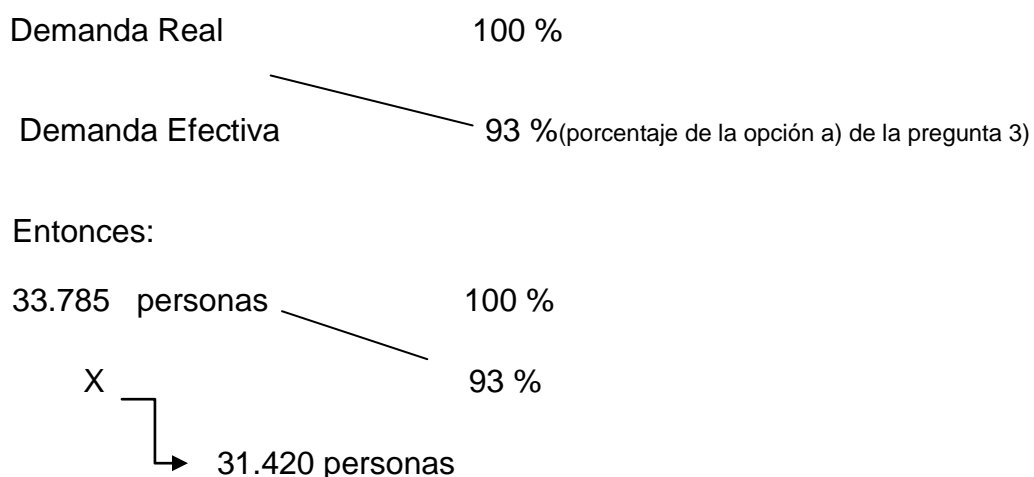 Demanda Real 100 %
Demanda Efectiva 93 %(porcentaje de la opción a) de la pregunta 3)
Entonces:
33.785 personas 100 %
X 93 %
31.420 personas